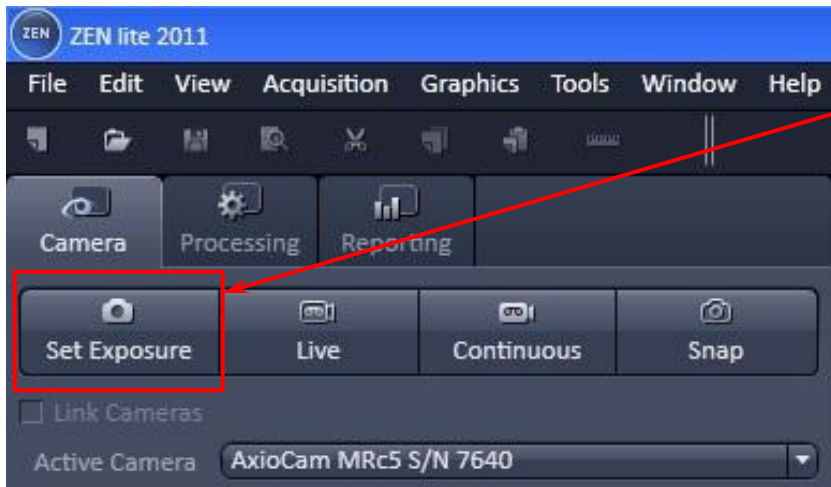 ZEN ZEN lite 2011
File Edit View Acquisition Graphics Tools Window Help
Camera Processing Reporting
Set Exposure Live Continuous Snap
Link Cameras
Active Camera AxioCam MRc5 S/N 7640